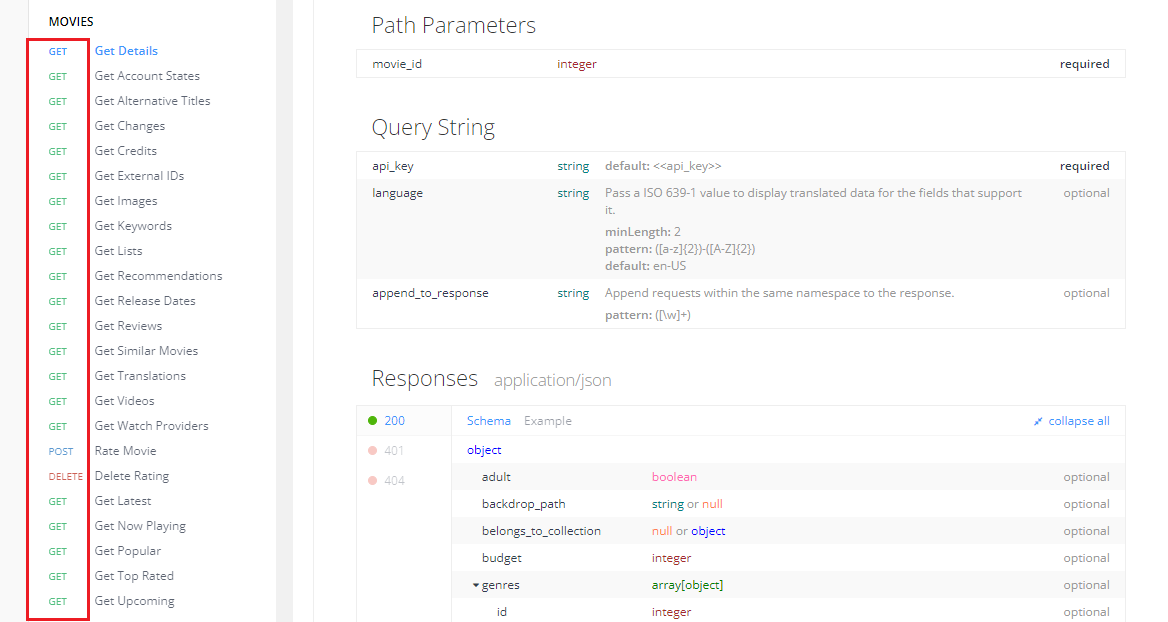 MOVIES
GET Get Details
GET Get Account States
GET Get Alternative Titles
GET Get Changes
GET Get Credits
GET Get External IDs
GET Get Images
GET Get Keywords
GET Get Lists
GET Get Recommendations
GET Get Release Dates
GET Get Reviews
GET Get Similar Movies
GET Get Translations
GET Get Videos
GET Get Watch Providers
POST Rate Movie
DELETE Delete Rating
GET Get Latest
GET Get Now Playing
GET Get Popular
GET Get Top Rated
GET Get Upcoming
Path Parameters
movie_id integer required
Query String
api_key string default: <<api_key>> required
language string Pass a ISO 639-1 value to display translated data for the fields that support optional
it.
minLength: 2
pattern: ([a-z]{2})-([A-Z]{2})
default: en-US
append_to_response string Append requests within the same namespace to the response. optional
pattern: ([\w]+)
Responses application/json
200 Schema Example collapse all
401
404
object
adult boolean optional
backdrop_path string or null optional
belongs_to_collection null or object optional
budget integer optional
genres array[object] optional
id integer optional